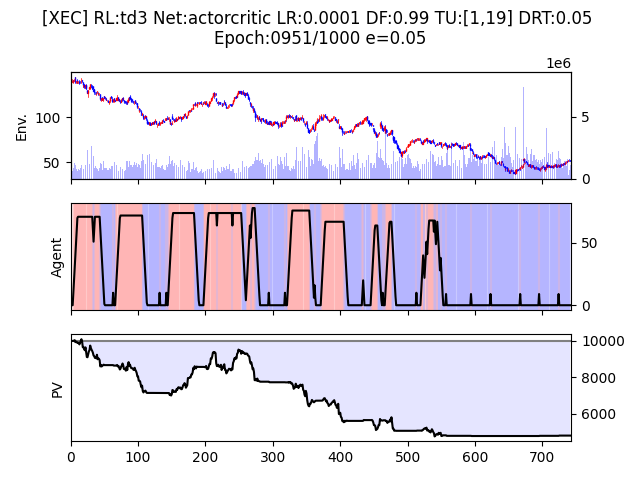 [XEC] RL:td3 Net:actorcritic LR:0.0001 DF:0.99 TU:[1,19] DRT:0.05
Epoch:0951/1000 e=0.05
1e6
Env.
100
50
5
0
Agent
50
0
PV
10000
8000
6000
0 100 200 300 400 500 600 700